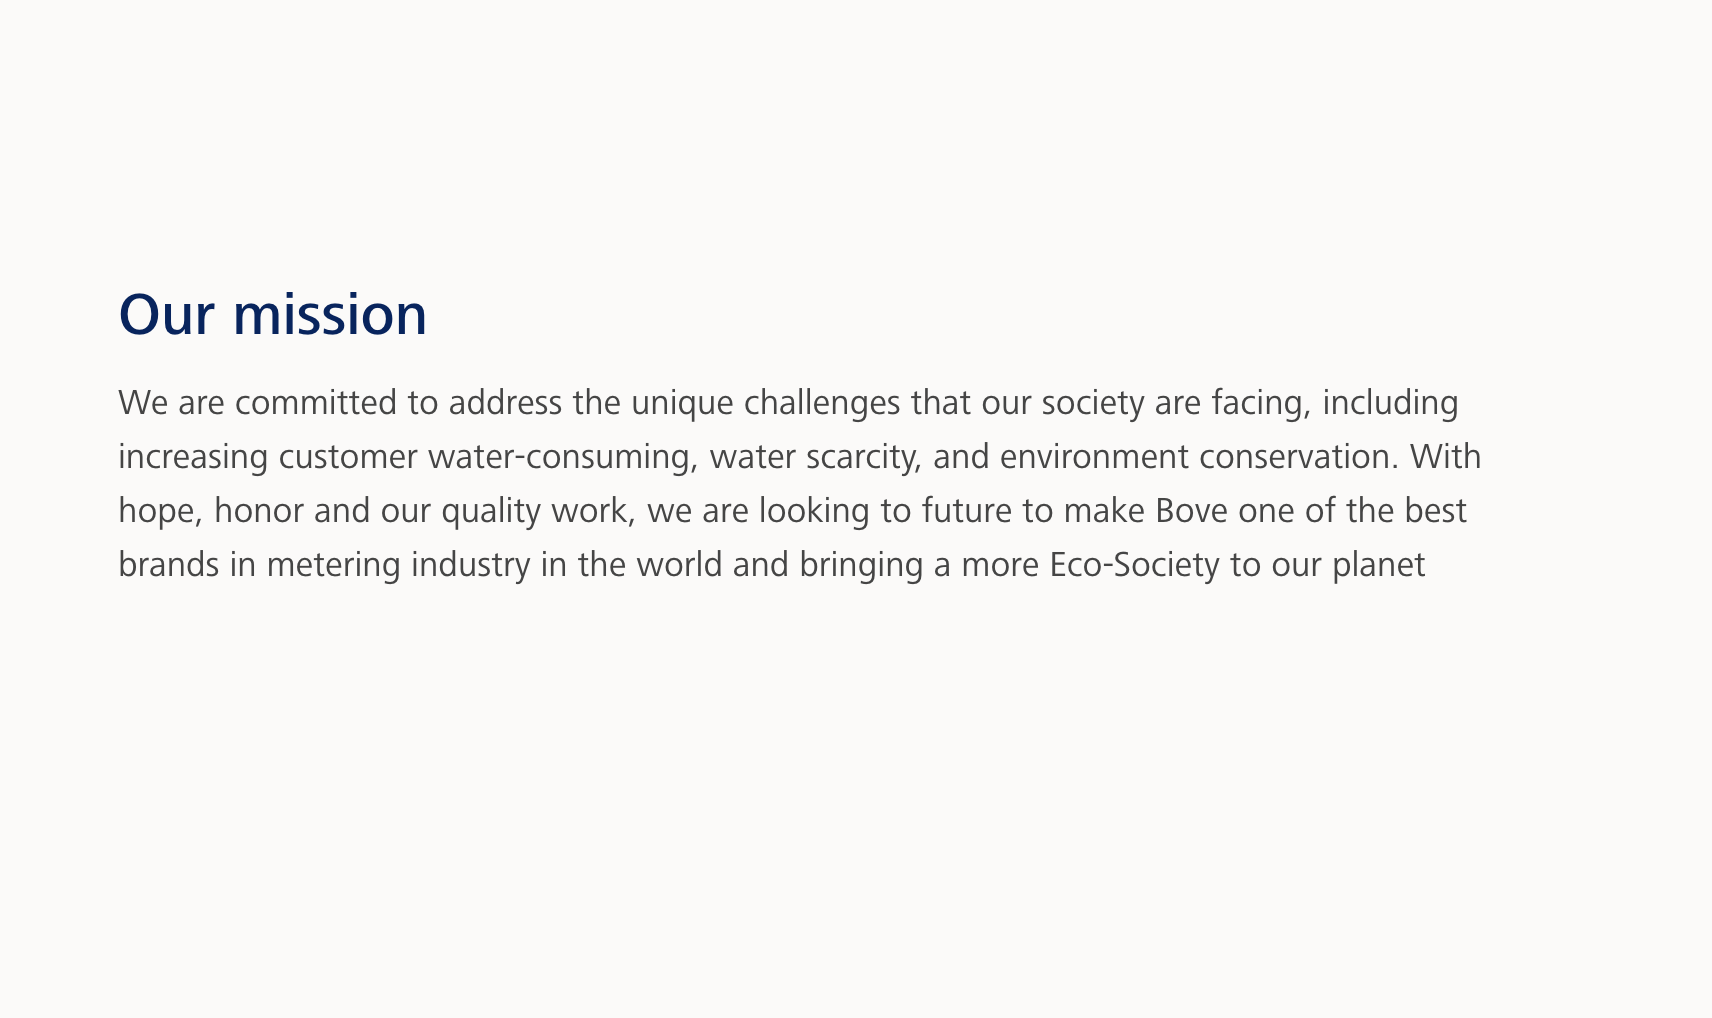 Our mission
We are committed to address the unique challenges that our society are facing, including
increasing customer water-consuming, water scarcity, and environment conservation. With
hope, honor and our quality work, we are looking to future to make Bove one of the best
brands in metering industry in the world and bringing a more Eco-Society to our planet